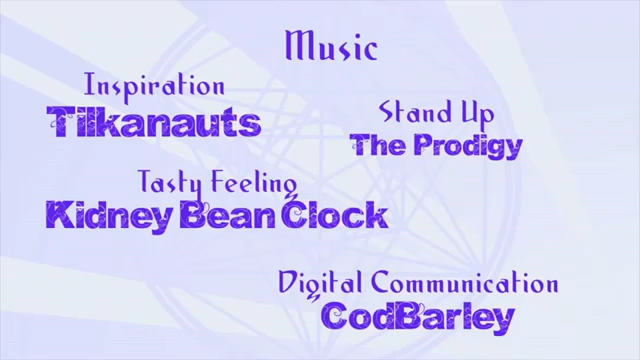 Music
Inspiration
Tilkanauts
Stand Up
The Prodigy
Tasty Feeling
Kidney Bean Clock
Digital Communication
CodBarley